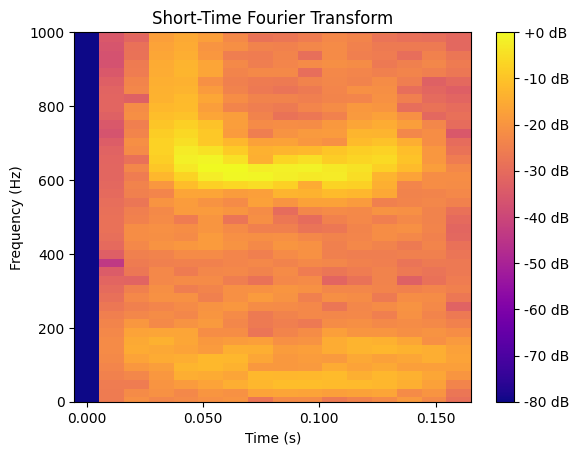 Short-Time Fourier Transform
1000
800
600
400
200
0
Frequency (Hz)
0.000
0.050
0.100
0.150
Time (s)
+0 dB
-10 dB
-20 dB
-30 dB
-40 dB
-50 dB
-60 dB
-70 dB
-80 dB